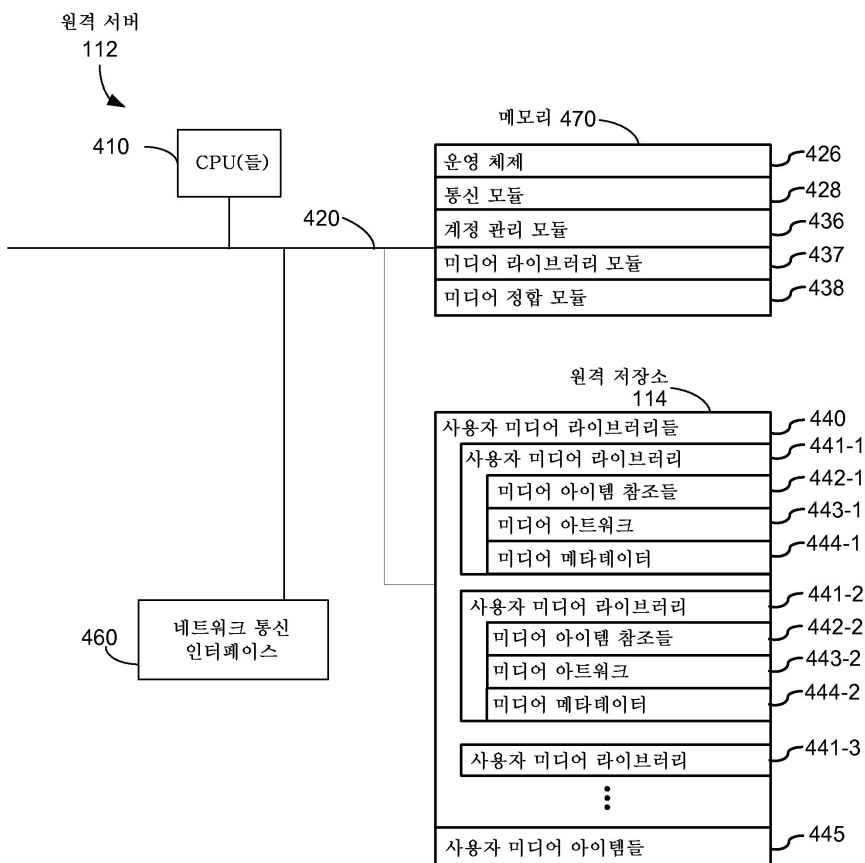 원격 서버
112
410
CPU(들)
420
메모리 470
운영 체제 426
통신 모듈 428
계정 관리 모듈 436
미디어 라이브러리 모듈 437
미디어 정합 모듈 438
원격 저장소
114
사용자 미디어 라이브러리들 440
사용자 미디어 라이브러리 441-1
미디어 아이템 참조들 442-1
미디어 아트워크 443-1
미디어 메타데이터 444-1
사용자 미디어 라이브러리 441-2
미디어 아이템 참조들 442-2
미디어 아트워크 443-2
미디어 메타데이터 444-2
사용자 미디어 라이브러리 441-3
사용자 미디어 아이템들 445
460
네트워크 통신
인터페이스